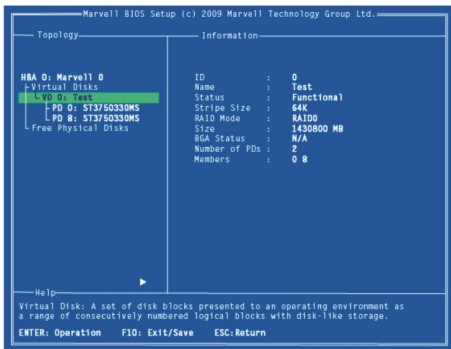 Marvell BIOS Setup (c) 2009 Marvell Technology Group Ltd.
Topology
HBA 0: Marvell 0
Virtual Disks
VD 0: Test
PD 0: ST3750330MS
PD 8: ST3750330MS
Free Physical Disks
Information
ID : 0
Name : Test
Status : Functional
Stripe Size : 64K
RAID Mode : RAID0
Size : 1430800 MB
BGA Status : N/A
Number of PDs : 2
Members : 0 8
Help
Virtual Disk: A set of disk blocks presented to an operating environment as
a range of consecutively numbered logical blocks with disk-like storage.
ENTER: Operation F10: Exit/Save ESC:Return